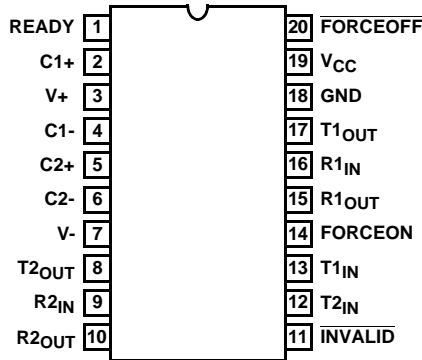 READY 1 20 FORCEOFF
C1+ 2 19 VCC
V+ 3 18 GND
C1- 4 17 T1OUT
C2+ 5 16 R1IN
C2- 6 15 R1OUT
V- 7 14 FORCEON
T2OUT 8 13 T1IN
R2IN 9 12 T2IN
R2OUT 10 11 INVALID